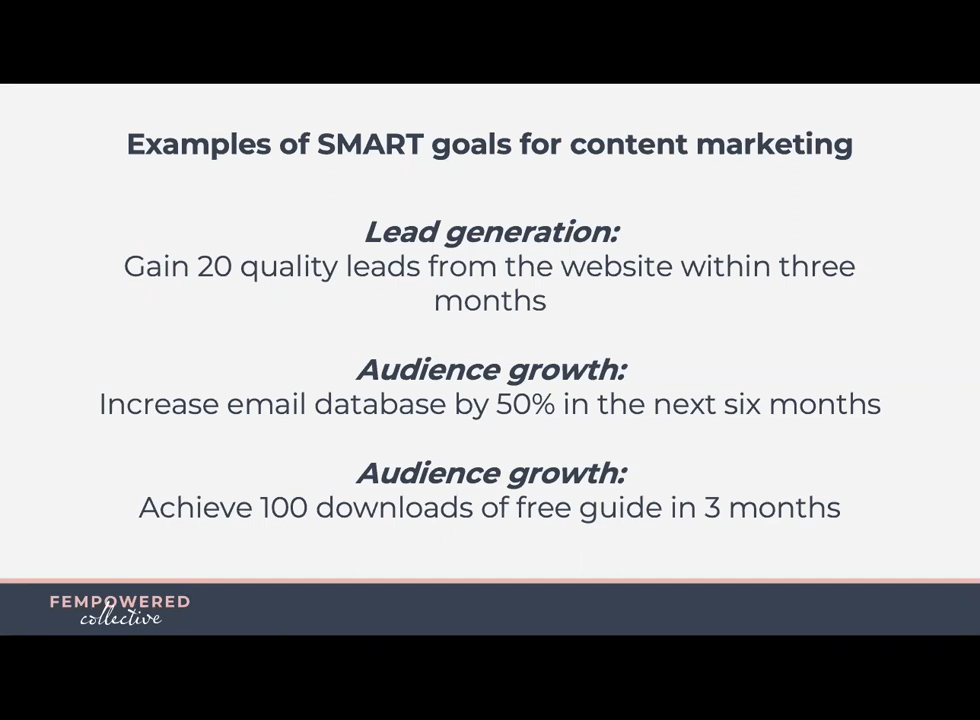 Examples of SMART goals for content marketing
Lead generation:
Gain 20 quality leads from the website within three
months
Audience growth:
Increase email database by 50% in the next six months
Audience growth:
Achieve 100 downloads of free guide in 3 months
FEMPOWERED
collective